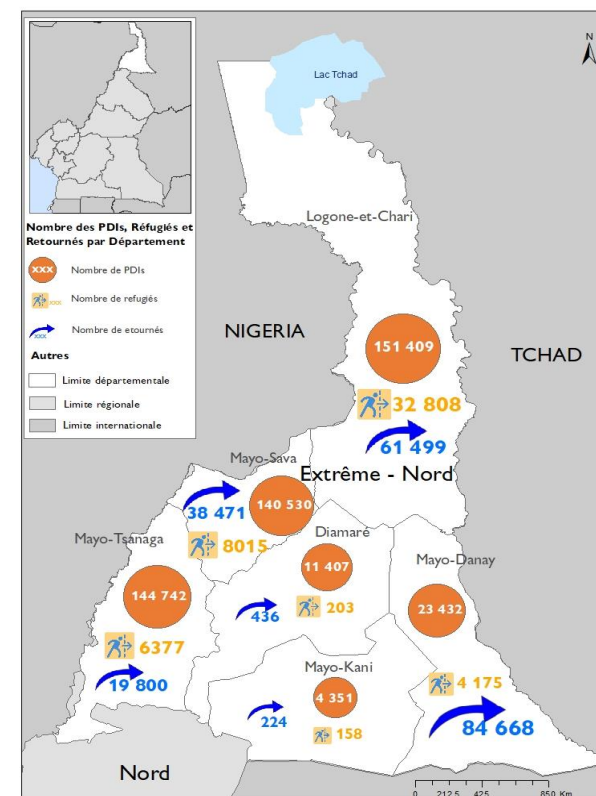 N
Lac Tchad
Logone-et-Chari
Nombre des PDIs, Réfugiés et
Retournés par Département
xxx Nombre de PDIs
xxx Nombre de refugiés
xxx Nombre de etournés
Autres
Limite départementale
Limite régionale
Limite internationale
NIGERIA
TCHAD
151 409
32 808
61 499
Extrême - Nord
Mayo-Sava
38 471
140 530
8015
Mayo-Tsanaga
144 742
6377
19 800
Diamaré
11 407
436
203
Mayo-Danay
23 432
4 175
84 668
Mayo-Kani
4 351
224
158
Nord
0 212.5 425 850 Km